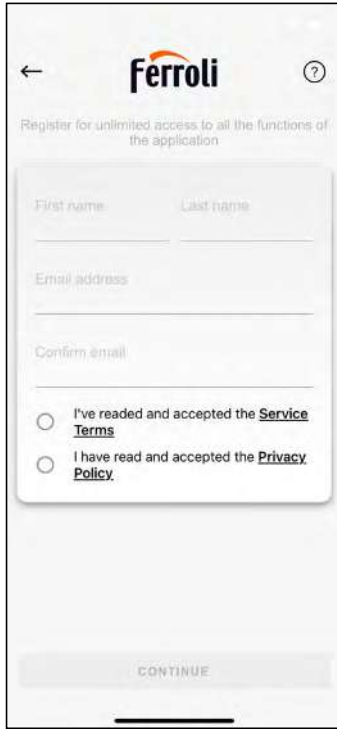 Ferroli
?
Register for unlimited access to all the functions of
the application
First name Last name
Email address
Confirm email
I've readed and accepted the Service
Terms
I have read and accepted the Privacy
Policy
CONTINUE